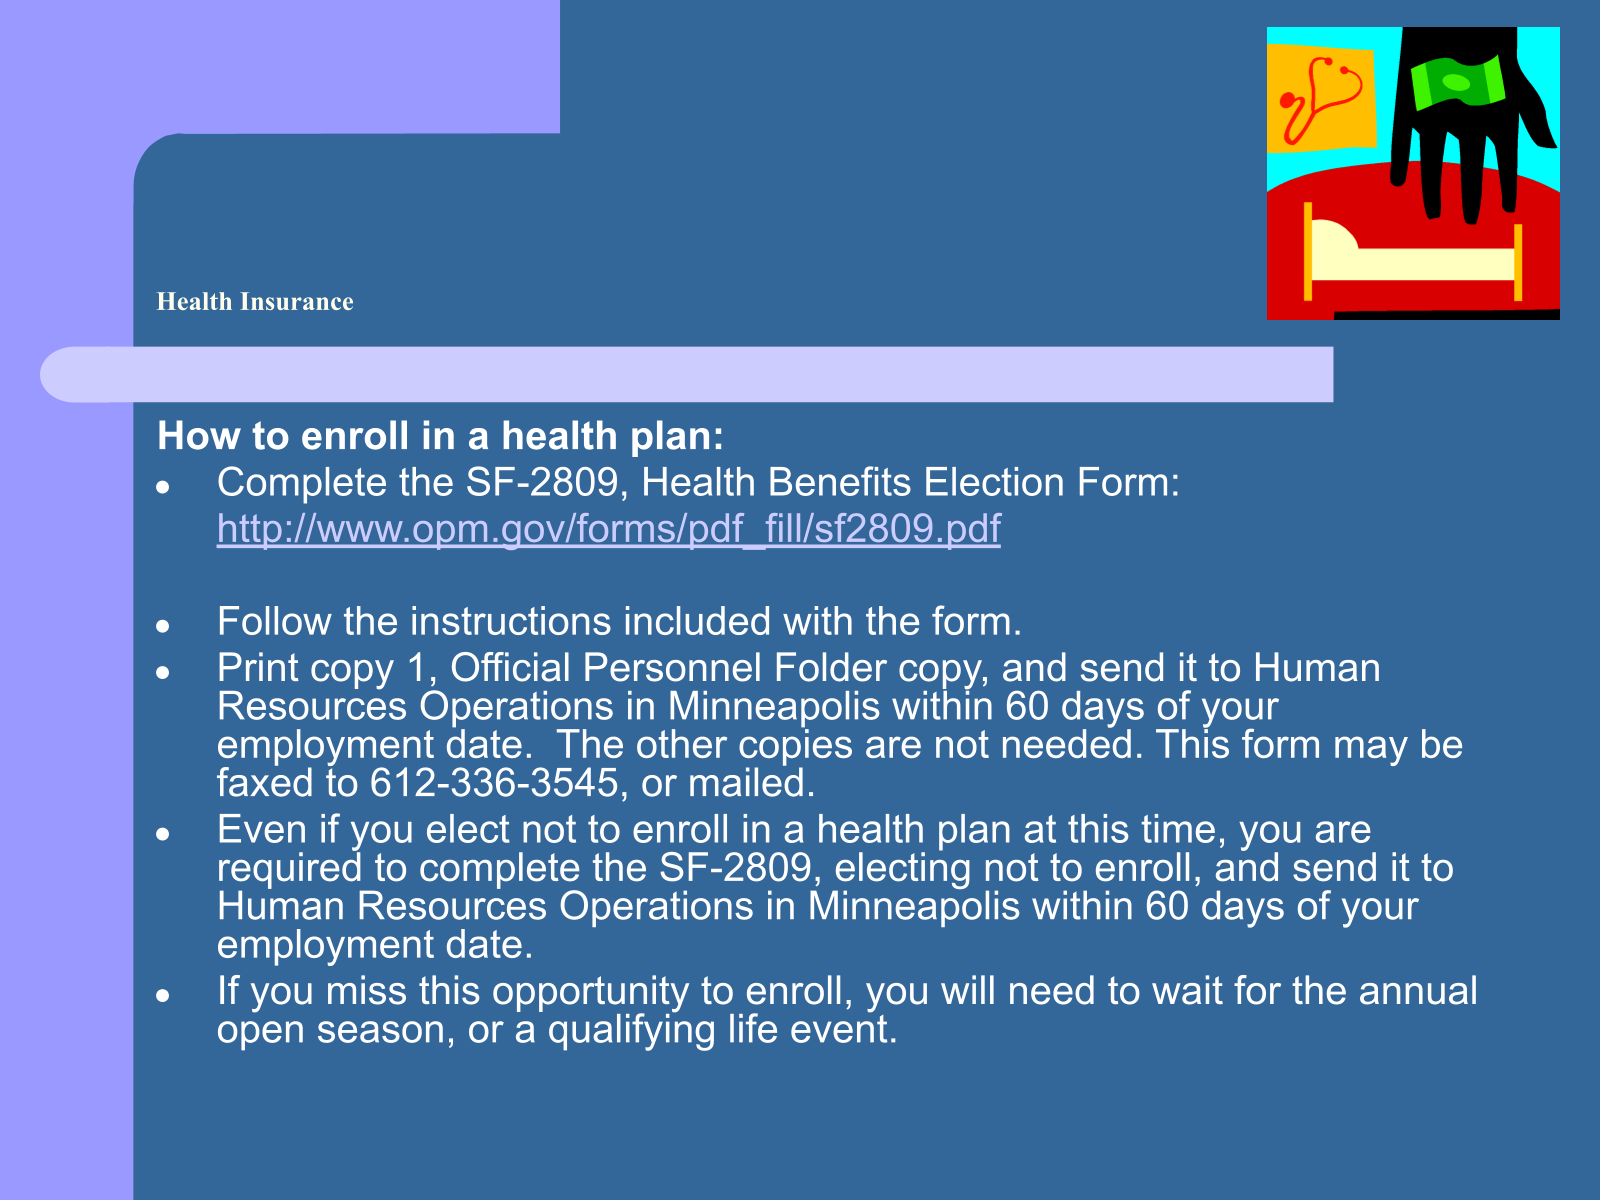 Health Insurance
How to enroll in a health plan:
● Complete the SF-2809, Health Benefits Election Form:
http://www.opm.gov/forms/pdf_fill/sf2809.pdf
● Follow the instructions included with the form.
● Print copy 1, Official Personnel Folder copy, and send it to Human
Resources Operations in Minneapolis within 60 days of your
employment date.  The other copies are not needed. This form may be
faxed to 612-336-3545, or mailed.
● Even if you elect not to enroll in a health plan at this time, you are
required to complete the SF-2809, electing not to enroll, and send it to
Human Resources Operations in Minneapolis within 60 days of your
employment date.
● If you miss this opportunity to enroll, you will need to wait for the annual
open season, or a qualifying life event.